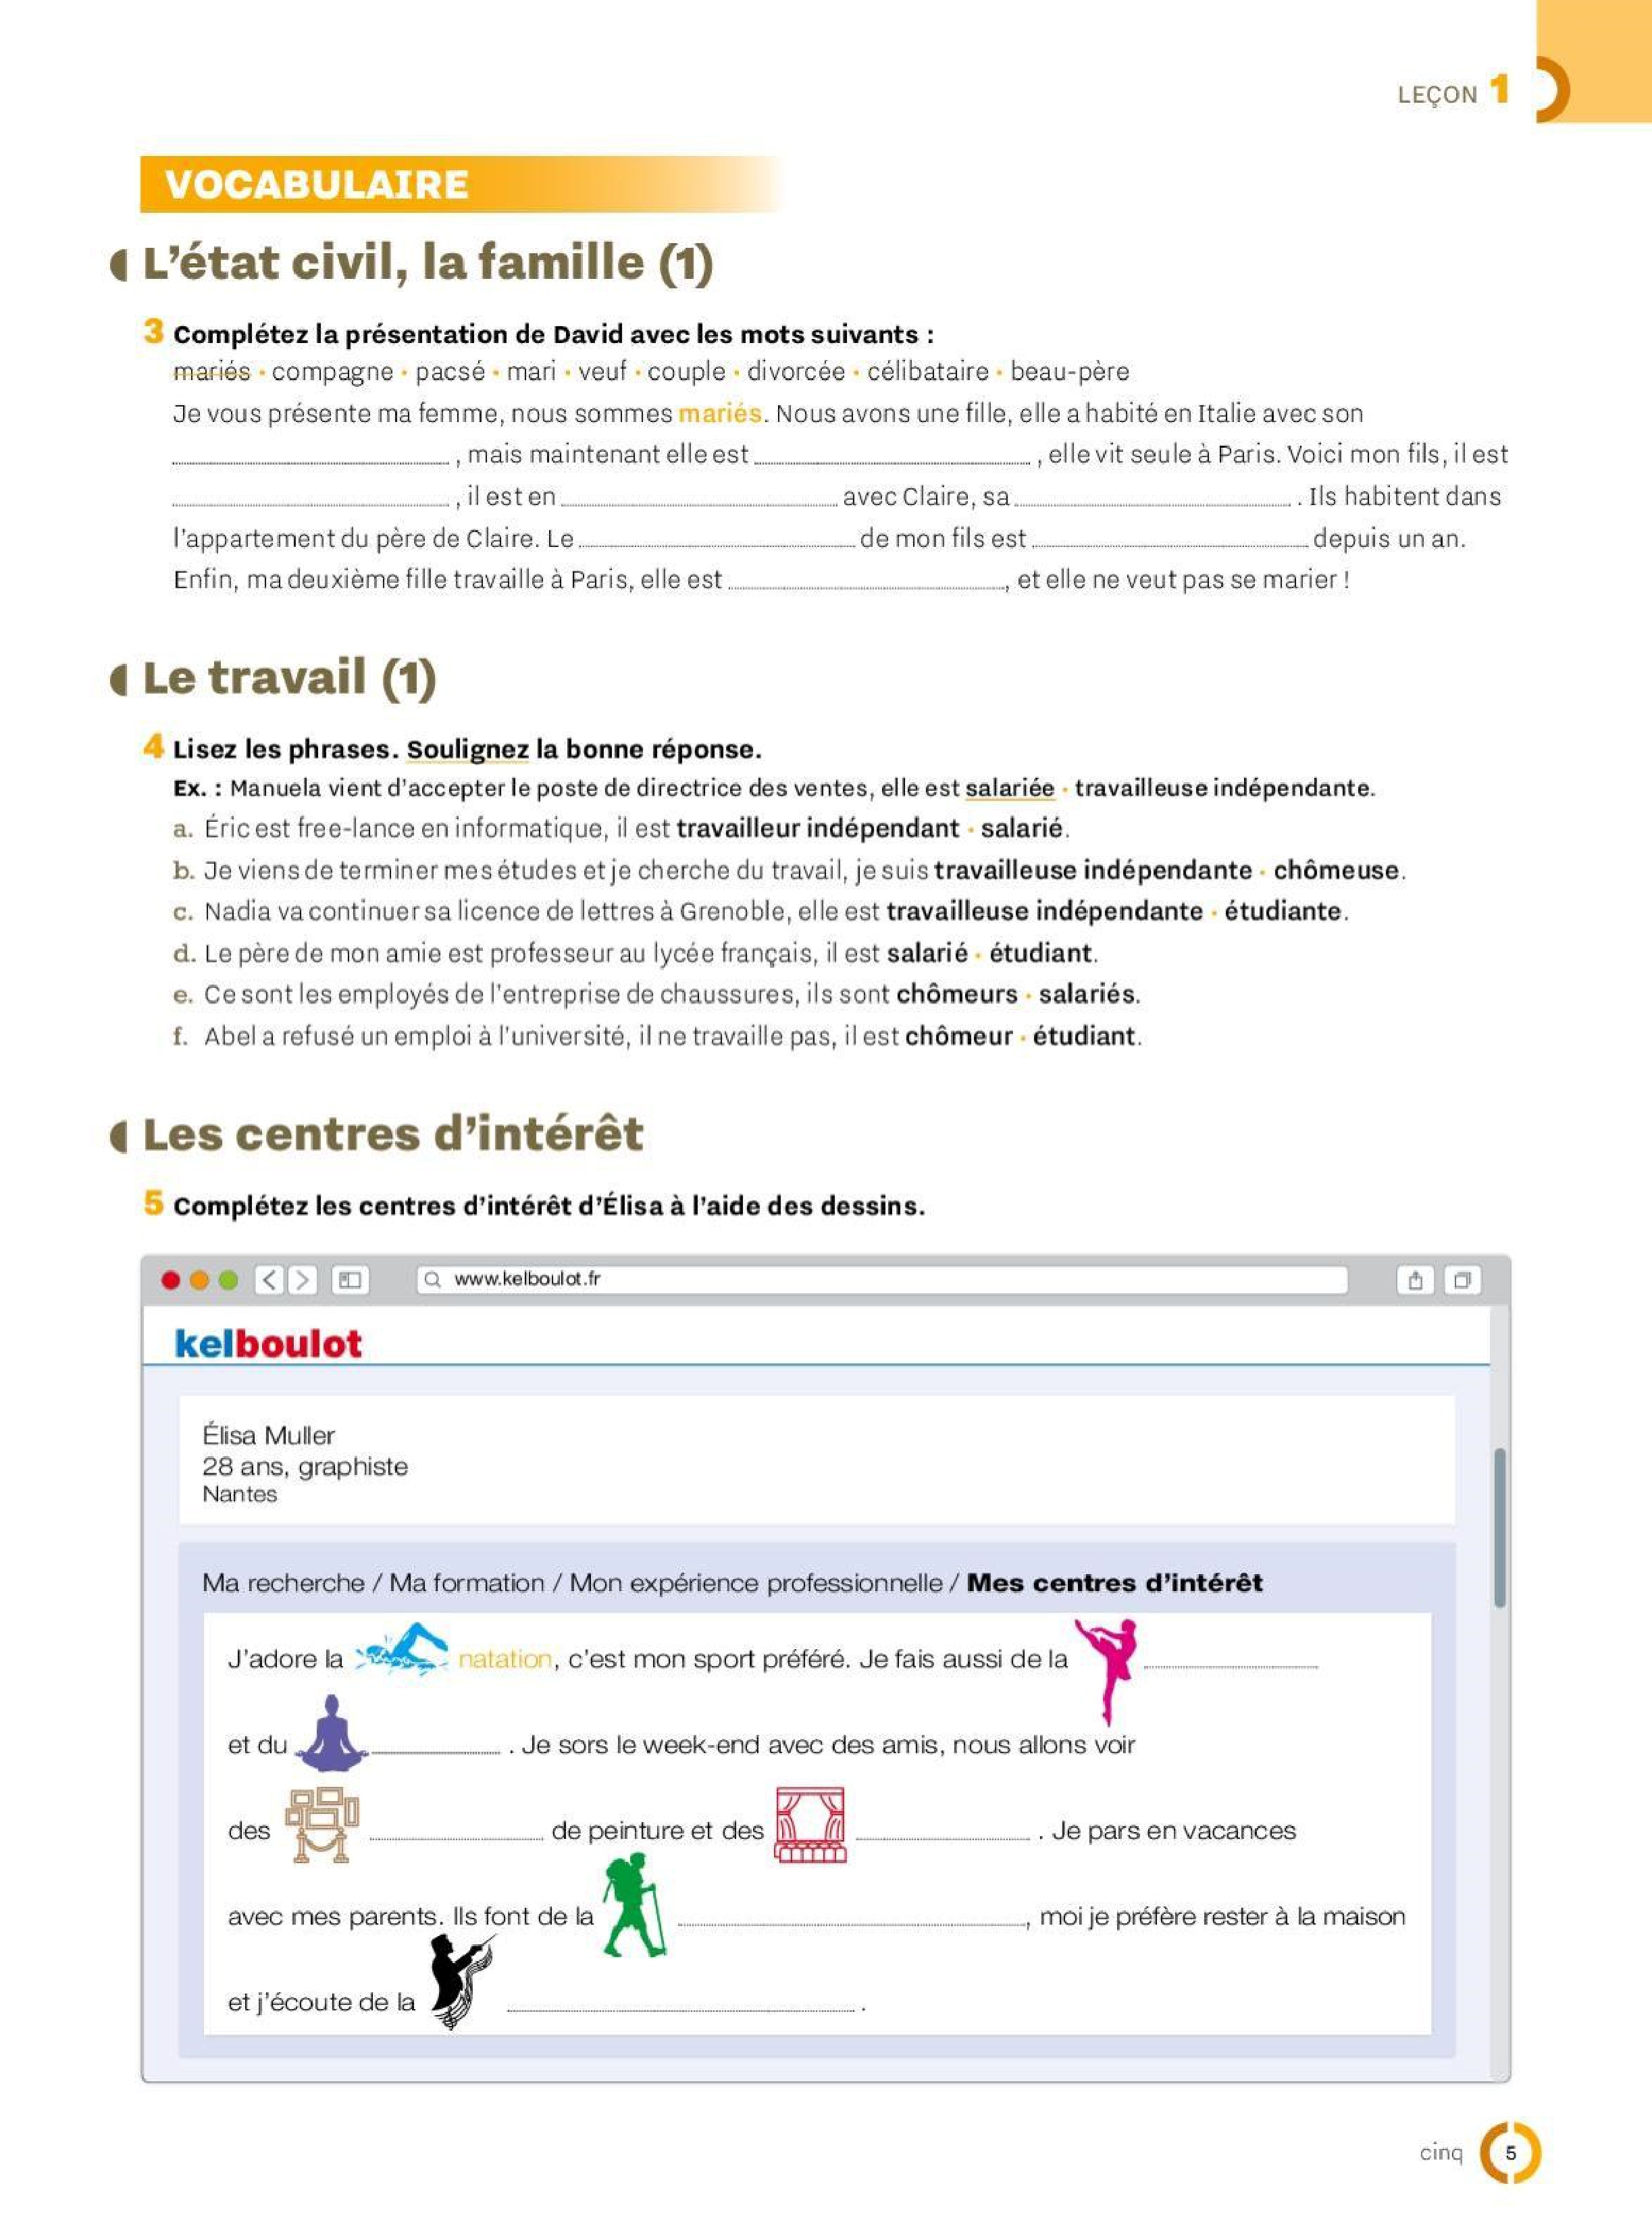 LEÇON 1
VOCABULAIRE
L'état civil, la famille (1)
3 Complétez la présentation de David avec les mots suivants :
mariés • compagne • pacsé • mari • veuf • couple • divorcée • célibataire • beau-père
Je vous présente ma femme, nous sommes mariés. Nous avons une fille, elle a habité en Italie avec son
, mais maintenant elle est , elle vit seule à Paris. Voici mon fils, il est
, il est en avec Claire, sa . Ils habitent dans
l'appartement du père de Claire. Le de mon fils est depuis un an.
Enfin, ma deuxième fille travaille à Paris, elle est , et elle ne veut pas se marier !
Le travail (1)
4 Lisez les phrases. Soulignez la bonne réponse.
Ex. : Manuela vient d'accepter le poste de directrice des ventes, elle est salariée • travailleuse indépendante.
a. Éric est free-lance en informatique, il est travailleur indépendant • salarié.
b. Je viens de terminer mes études et je cherche du travail, je suis travailleuse indépendante • chômeuse.
c. Nadia va continuer sa licence de lettres à Grenoble, elle est travailleuse indépendante • étudiante.
d. Le père de mon amie est professeur au lycée français, il est salarié • étudiant.
e. Ce sont les employés de l'entreprise de chaussures, ils sont chômeurs • salariés.
f. Abel a refusé un emploi à l'université, il ne travaille pas, il est chômeur • étudiant.
Les centres d'intérêt
5 Complétez les centres d'intérêt d'Élisa à l'aide des dessins.
www.kelboulot.fr
kelboulot
Élisa Muller
28 ans, graphiste
Nantes
Ma recherche / Ma formation / Mon expérience professionnelle / Mes centres d'intérêt
J'adore la natation, c'est mon sport préféré. Je fais aussi de la
et du . Je sors le week-end avec des amis, nous allons voir
des de peinture et des . Je pars en vacances
avec mes parents. Ils font de la , moi je préfère rester à la maison
et j'écoute de la .
cinq 5